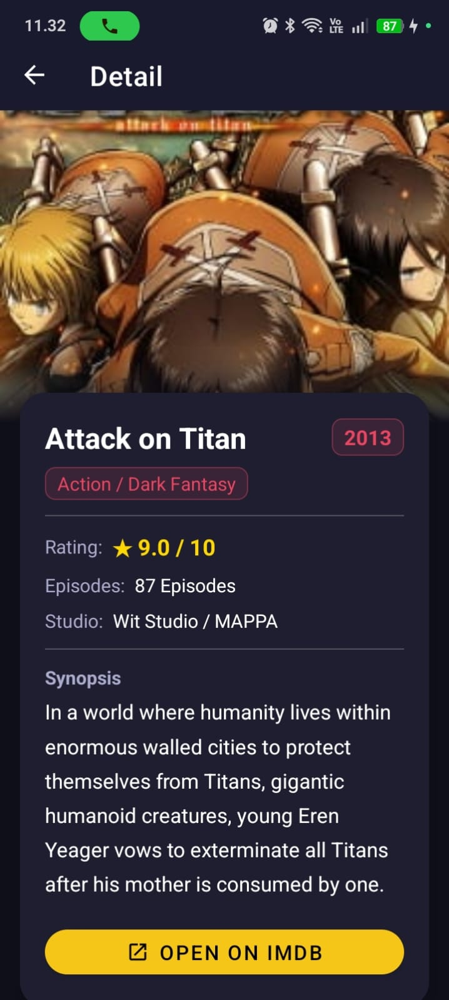 11.32
Vo
LTE
87
Detail
attack on titan
Attack on Titan
2013
Action / Dark Fantasy
Rating: ★ 9.0 / 10
Episodes: 87 Episodes
Studio: Wit Studio / MAPPA
Synopsis
In a world where humanity lives within
enormous walled cities to protect
themselves from Titans, gigantic
humanoid creatures, young Eren
Yeager vows to exterminate all Titans
after his mother is consumed by one.
OPEN ON IMDB